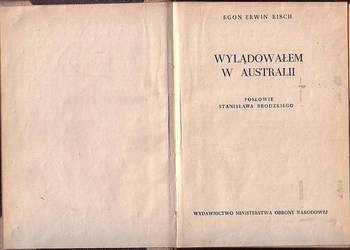 EGON ERWIN KISCH
WYLĄDOWAŁEM
W AUSTRALII
POSŁOWIE
STANISŁAWA BRODZKIEGO
WYDAWNICTWO MINISTERSTWA OBRONY NARODOWEJ